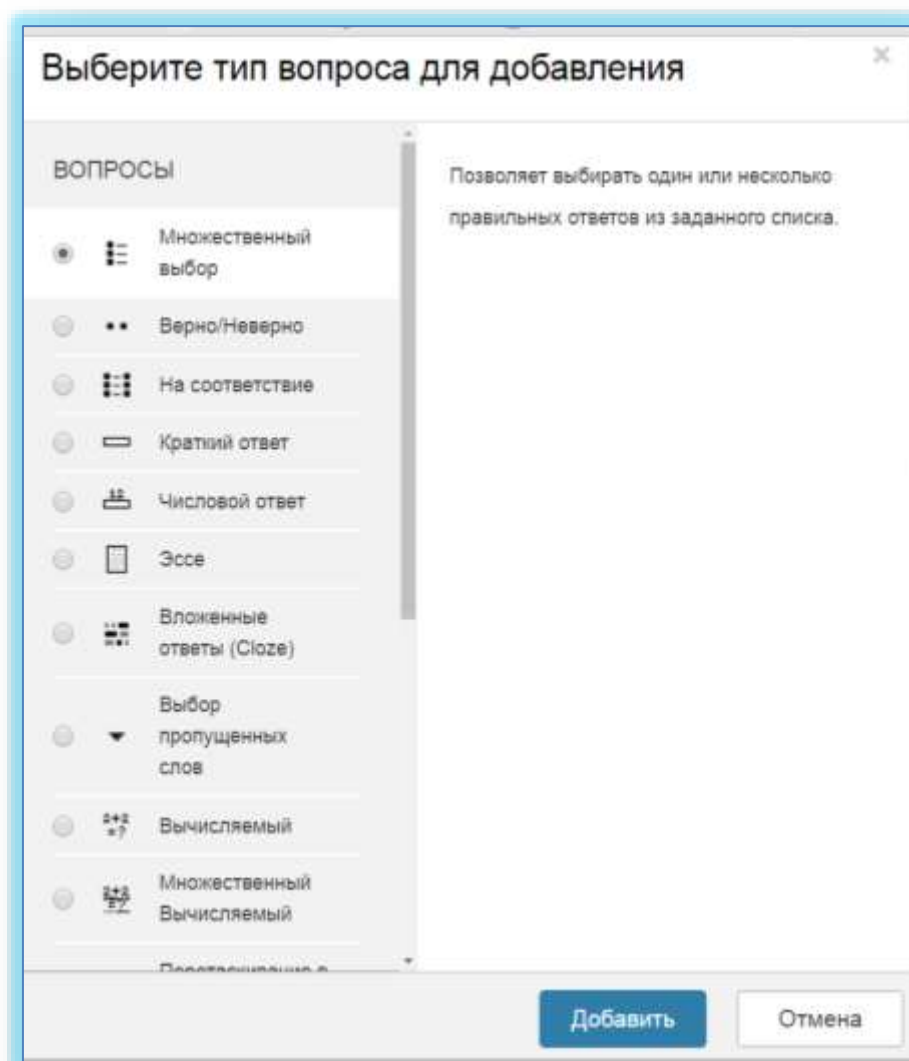 Выберите тип вопроса для добавления
ВОПРОСЫ
Множественный
выбор
Верно/Неверно
На соответствие
Краткий ответ
Числовой ответ
Эссе
Вложенные
ответы (Cloze)
Выбор
пропущенных
слов
Вычисляемый
Множественный
Вычисляемый
Позволяет выбирать один или несколько
правильных ответов из заданного списка.
Добавить
Отмена